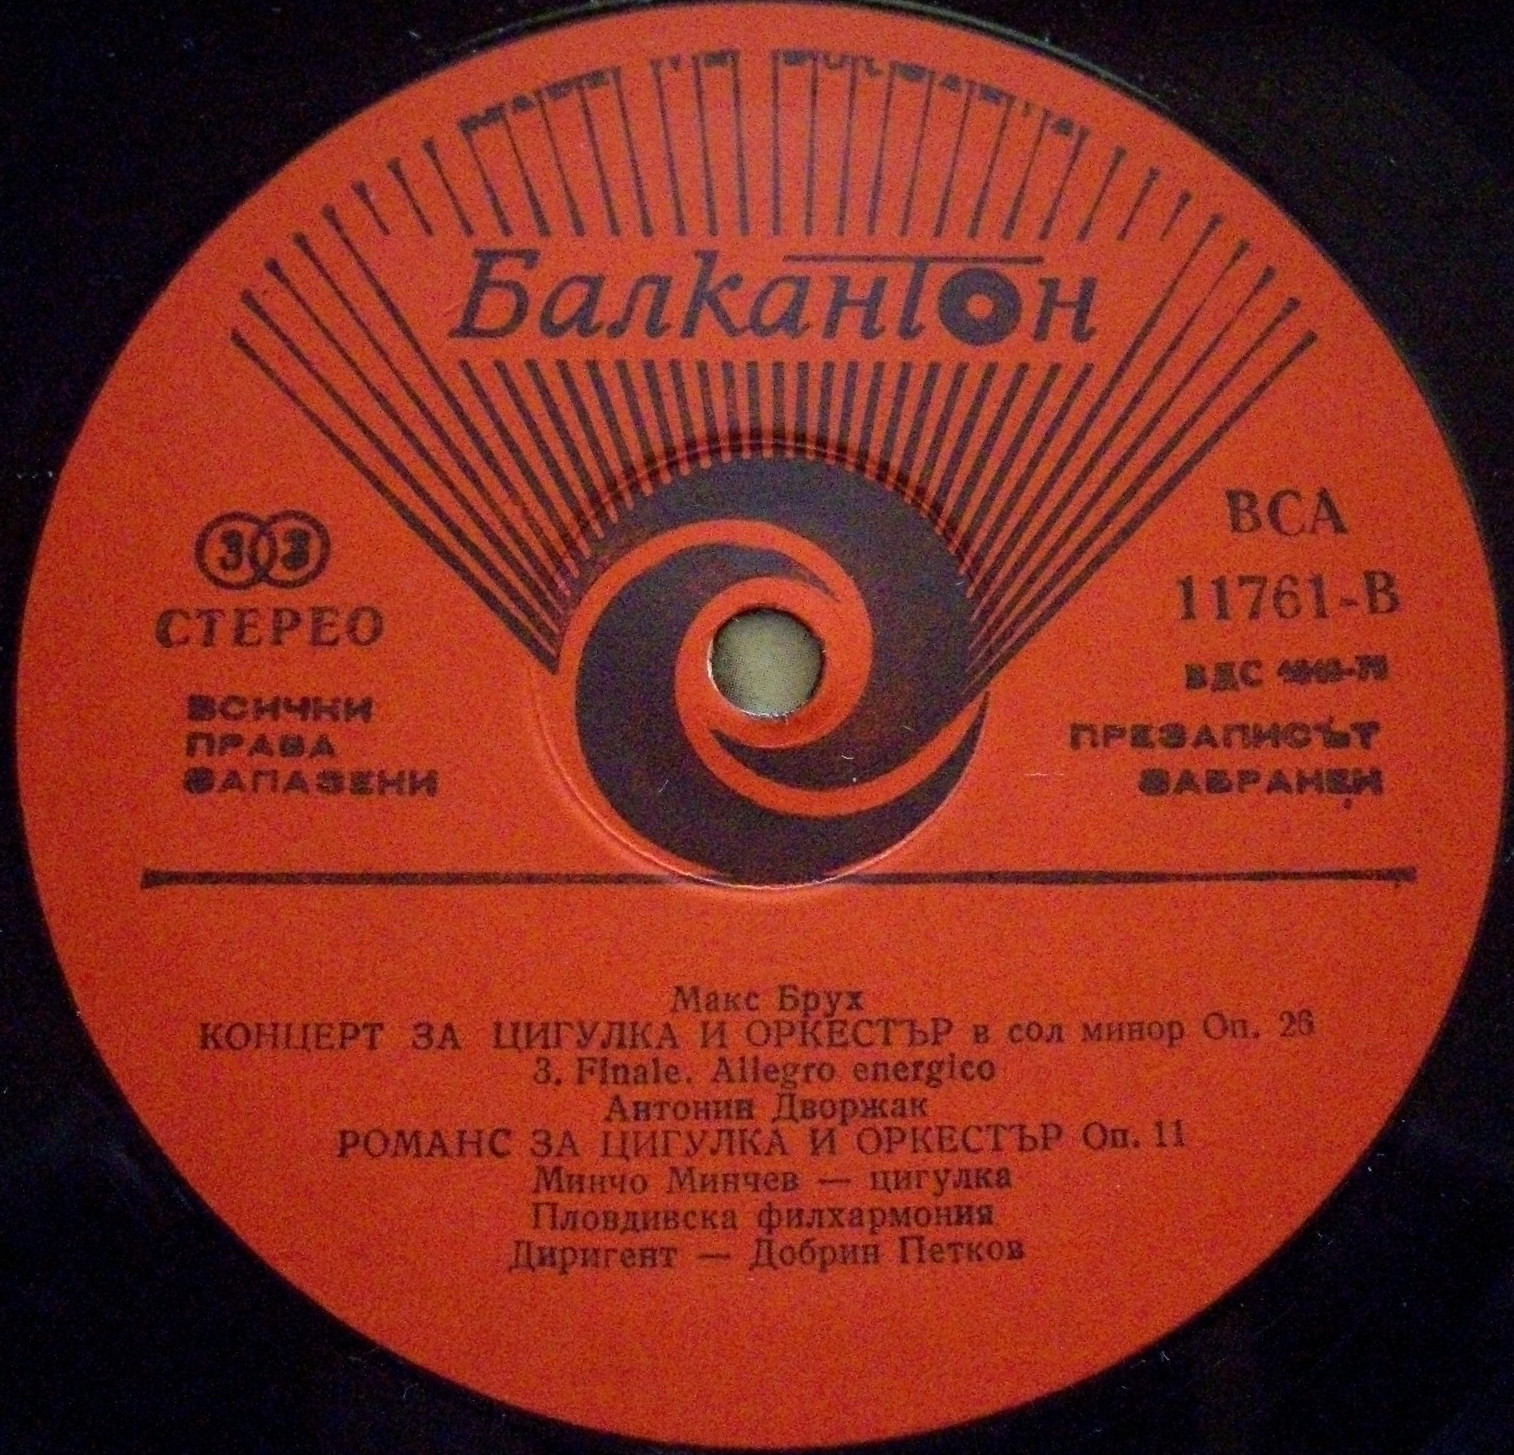 Балкантон
33
СТЕРЕО
ВСИЧКИ
ПРАВА
ЗАПАЗЕНИ
ВСА
11761-В
ВДС
ПРЕЗАПИСЪТ
ЗАБРАНЕН
Макс Брух
КОНЦЕРТ ЗА ЦИГУЛКА И ОРКЕСТЪР в сол минор Оп. 26
3. Finale. Allegro energico
Антонин Дворжак
РОМАНС ЗА ЦИГУЛКА И ОРКЕСТЪР Оп. 11
Минчо Минчев — цигулка
Пловдивска филхармония
Диригент — Добрин Петков